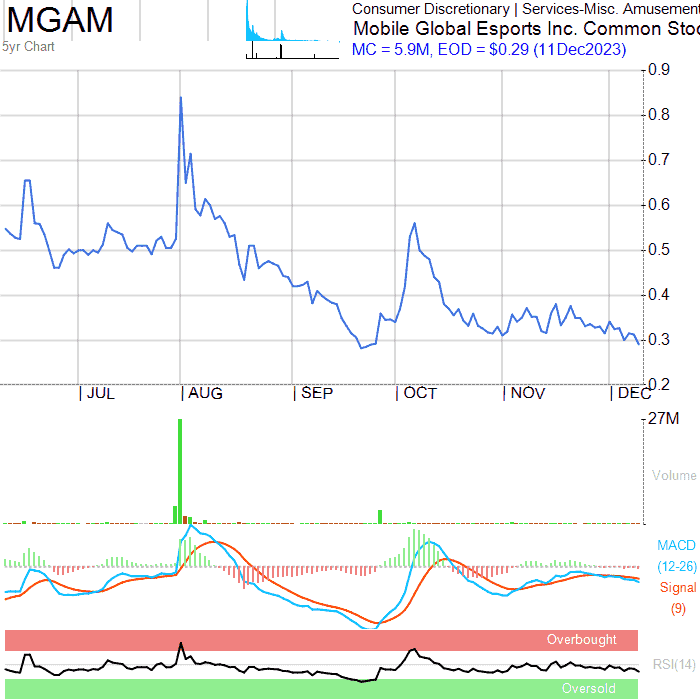 MGAM
5yr Chart
Consumer Discretionary | Services-Misc. Amusement
Mobile Global Esports Inc. Common Stoc
MC = 5.9M, EOD = $0.29 (11Dec2023)
0.9
0.8
0.7
0.6
0.5
0.4
0.3
0.2
| JUL | AUG | SEP | OCT | NOV | DEC
27M
Volume
MACD
(12-26)
Signal
(9)
Overbought
RSI(14)
Oversold